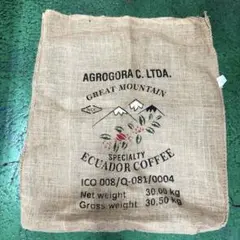 AGROGORA C. LTDA.
GREAT MOUNTAIN
SPECIALTY
ECUADOR COFFEE
ICO 008/Q-081/0004
Net weight 30.00 kg
Gross weight 30.50 kg